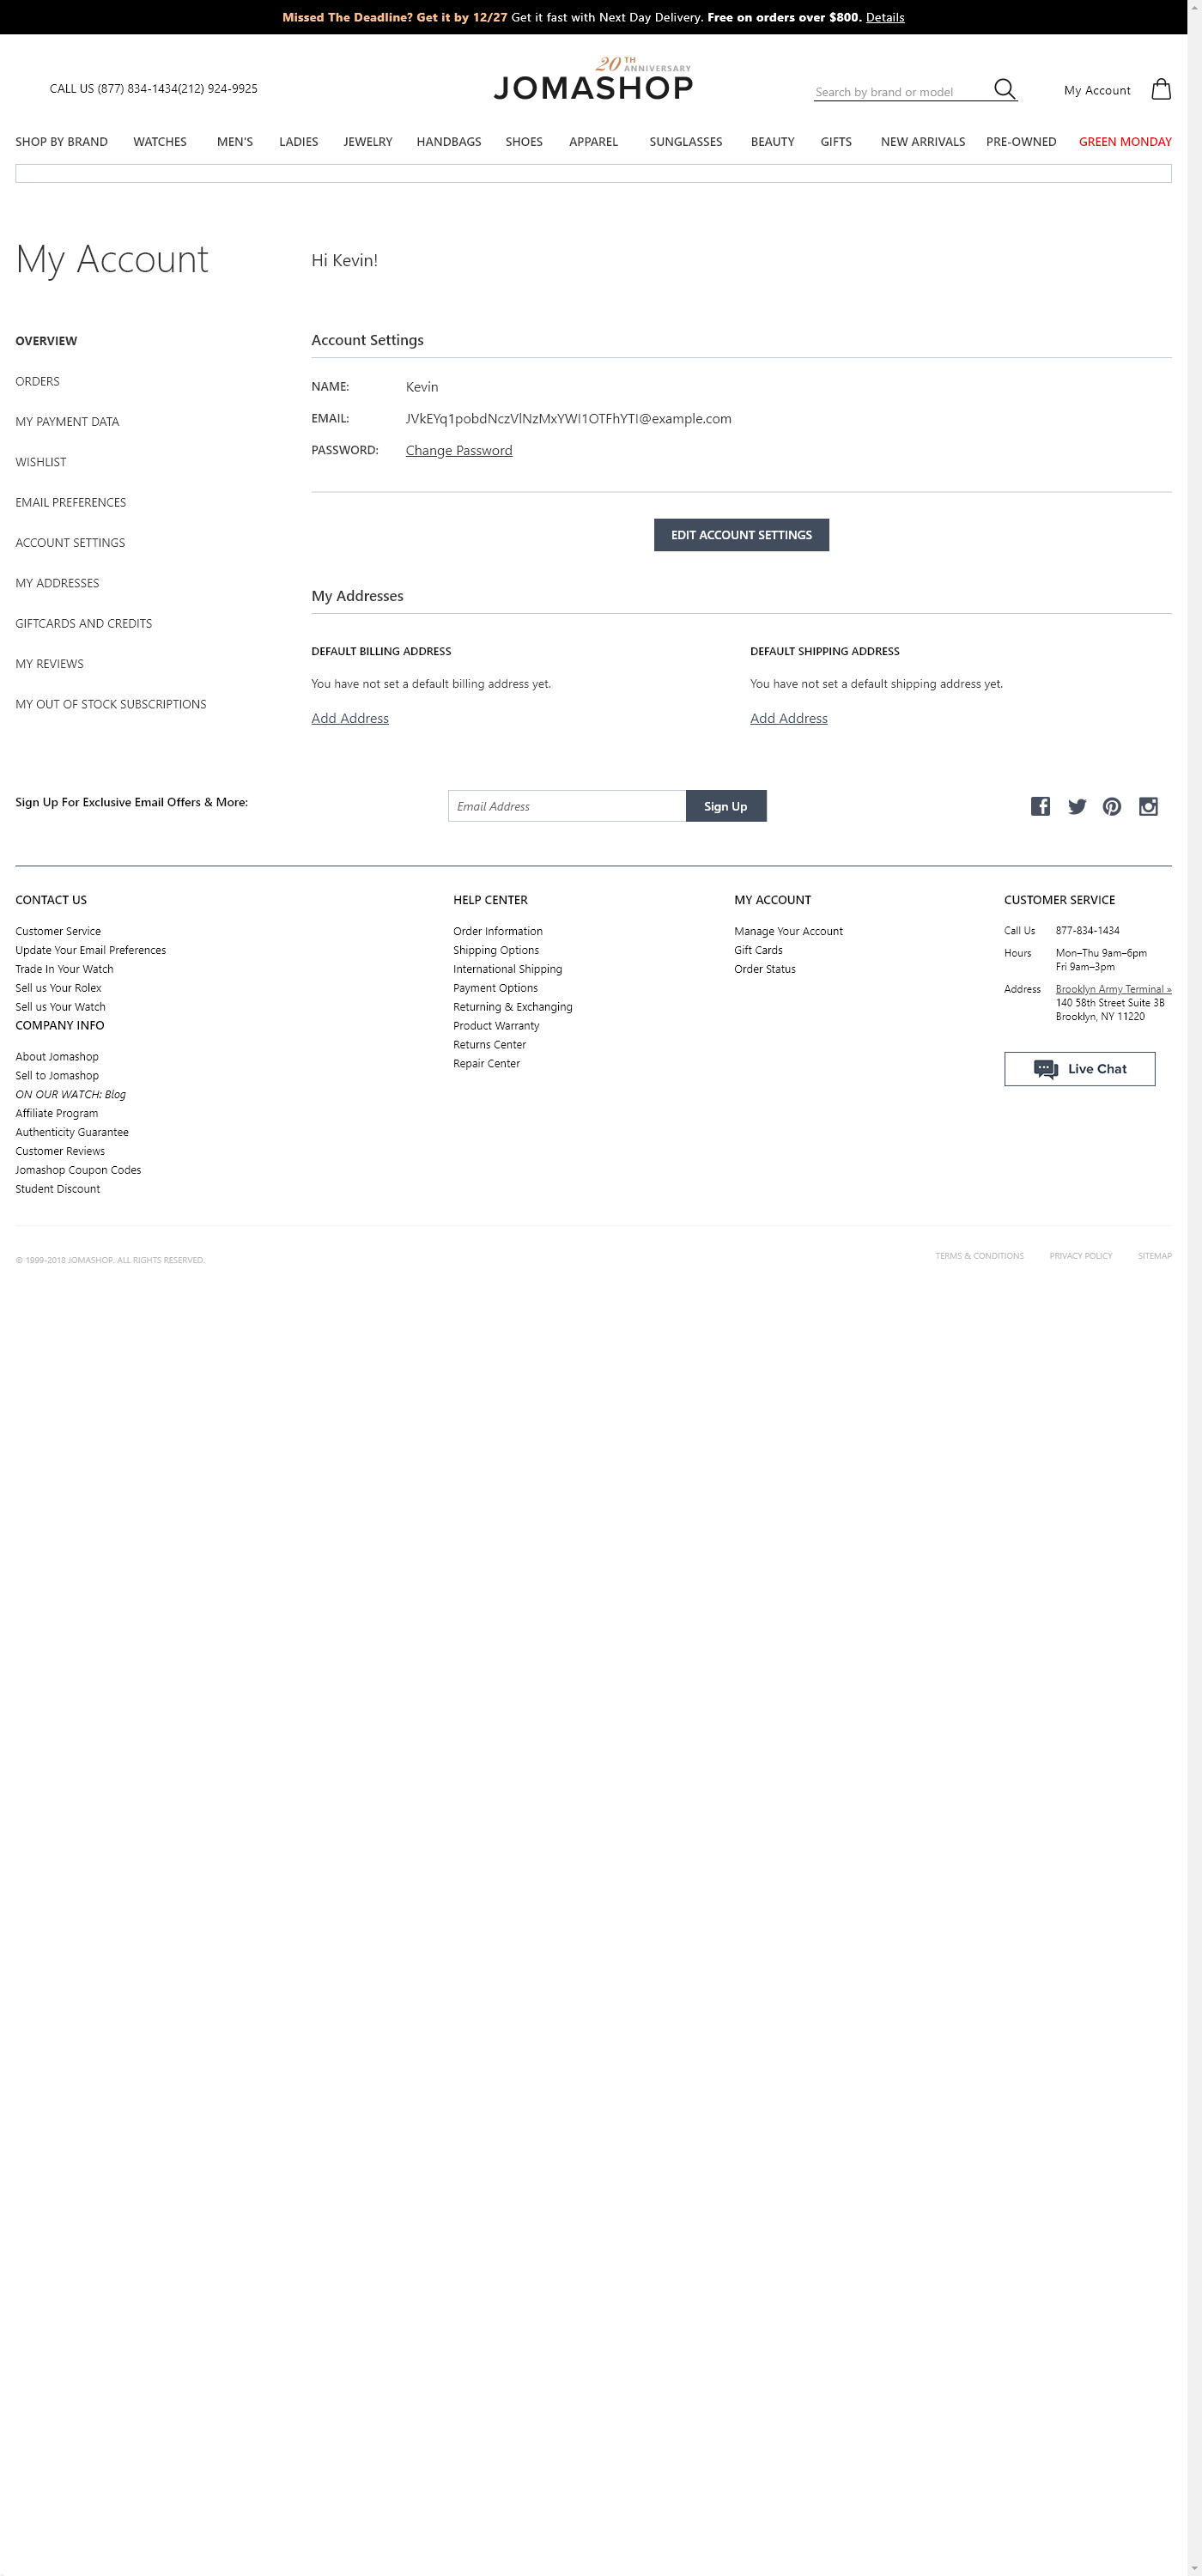 Missed The Deadline? Get it by 12/27 Get it fast with Next Day Delivery. Free on orders over $800. Details
20TH ANNIVERSARY
JOMASHOP
CALL US (877) 834-1434(212) 924-9925
Search by brand or model
My Account
SHOP BY BRAND WATCHES MEN'S LADIES JEWELRY HANDBAGS SHOES APPAREL SUNGLASSES BEAUTY GIFTS NEW ARRIVALS PRE-OWNED GREEN MONDAY
My Account
Hi Kevin!
OVERVIEW
ORDERS
MY PAYMENT DATA
WISHLIST
EMAIL PREFERENCES
ACCOUNT SETTINGS
MY ADDRESSES
GIFTCARDS AND CREDITS
MY REVIEWS
MY OUT OF STOCK SUBSCRIPTIONS
Account Settings
NAME: Kevin
EMAIL: JVkEYq1pobdNczVlNzMxYWI1OTFhYTI@example.com
PASSWORD: Change Password
EDIT ACCOUNT SETTINGS
My Addresses
DEFAULT BILLING ADDRESS
You have not set a default billing address yet.
Add Address
DEFAULT SHIPPING ADDRESS
You have not set a default shipping address yet.
Add Address
Sign Up For Exclusive Email Offers & More:
Email Address
Sign Up
CONTACT US
Customer Service
Update Your Email Preferences
Trade In Your Watch
Sell us Your Rolex
Sell us Your Watch
COMPANY INFO
About Jomashop
Sell to Jomashop
ON OUR WATCH: Blog
Affiliate Program
Authenticity Guarantee
Customer Reviews
Jomashop Coupon Codes
Student Discount
HELP CENTER
Order Information
Shipping Options
International Shipping
Payment Options
Returning & Exchanging
Product Warranty
Returns Center
Repair Center
MY ACCOUNT
Manage Your Account
Gift Cards
Order Status
CUSTOMER SERVICE
Call Us 877-834-1434
Hours Mon–Thu 9am–6pm
Fri 9am–3pm
Address Brooklyn Army Terminal »
140 58th Street Suite 3B
Brooklyn, NY 11220
Live Chat
© 1999-2018 JOMASHOP. ALL RIGHTS RESERVED.
TERMS & CONDITIONS PRIVACY POLICY SITEMAP